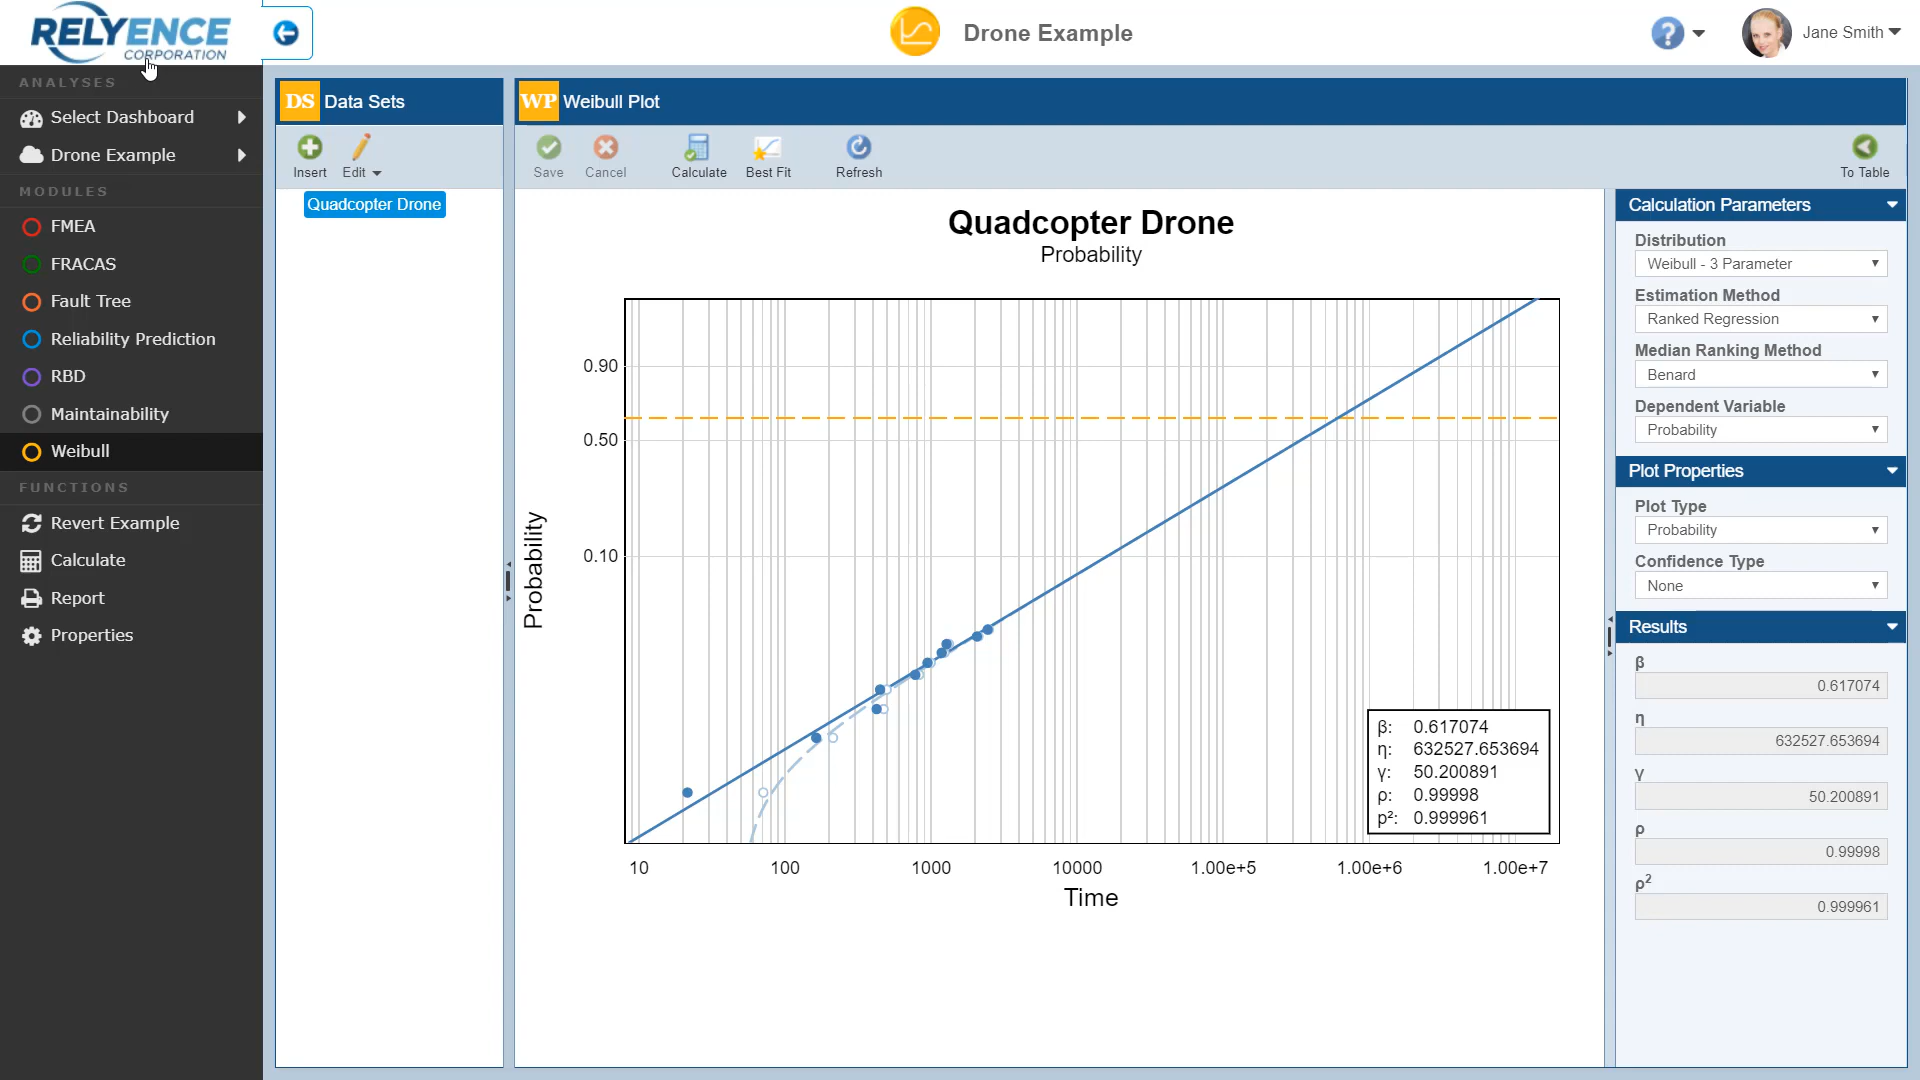 RELYENCE
CORPORATION
Drone Example
?
Jane Smith
ANALYSES
Select Dashboard
Drone Example
MODULES
FMEA
FRACAS
Fault Tree
Reliability Prediction
RBD
Maintainability
Weibull
FUNCTIONS
Revert Example
Calculate
Report
Properties
DS Data Sets
Insert Edit
Quadcopter Drone
WP Weibull Plot
Save Cancel Calculate Best Fit Refresh To Table
Quadcopter Drone
Probability
0.90
0.50
0.10
Probability
β: 0.617074
η: 632527.653694
γ: 50.200891
ρ: 0.99998
p²: 0.999961
10 100 1000 10000 1.00e+5 1.00e+6 1.00e+7
Time
Calculation Parameters
Distribution
Weibull - 3 Parameter
Estimation Method
Ranked Regression
Median Ranking Method
Benard
Dependent Variable
Probability
Plot Properties
Plot Type
Probability
Confidence Type
None
Results
β
0.617074
η
632527.653694
γ
50.200891
ρ
0.99998
ρ²
0.999961